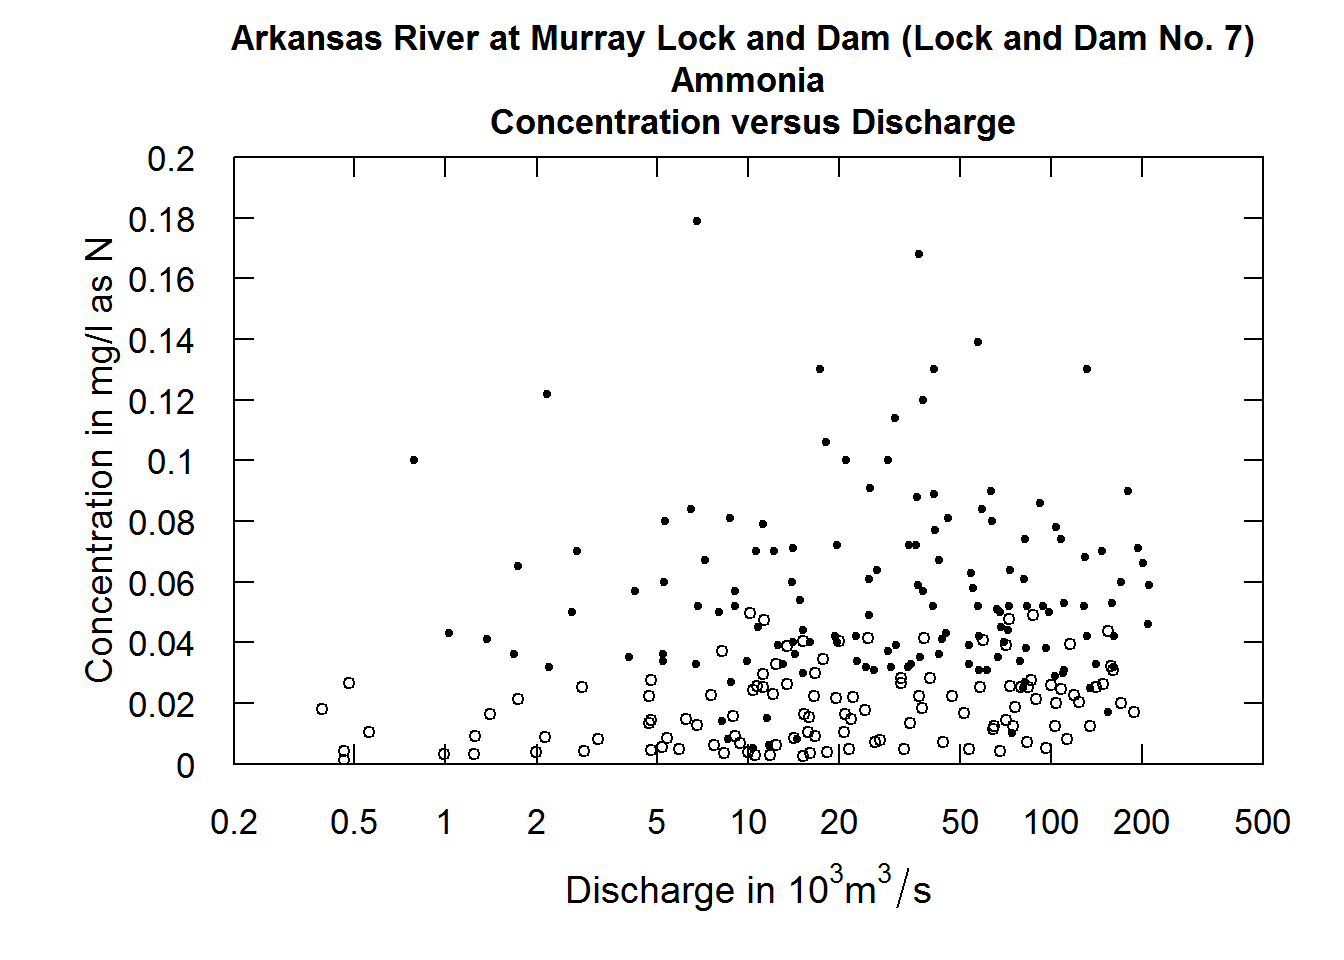 Arkansas River at Murray Lock and Dam (Lock and Dam No. 7)
Ammonia
Concentration versus Discharge
Concentration in mg/l as N
0.2
0.18
0.16
0.14
0.12
0.1
0.08
0.06
0.04
0.02
0
0.2 0.5 1 2 5 10 20 50 100 200 500
Discharge in 10³m³/s